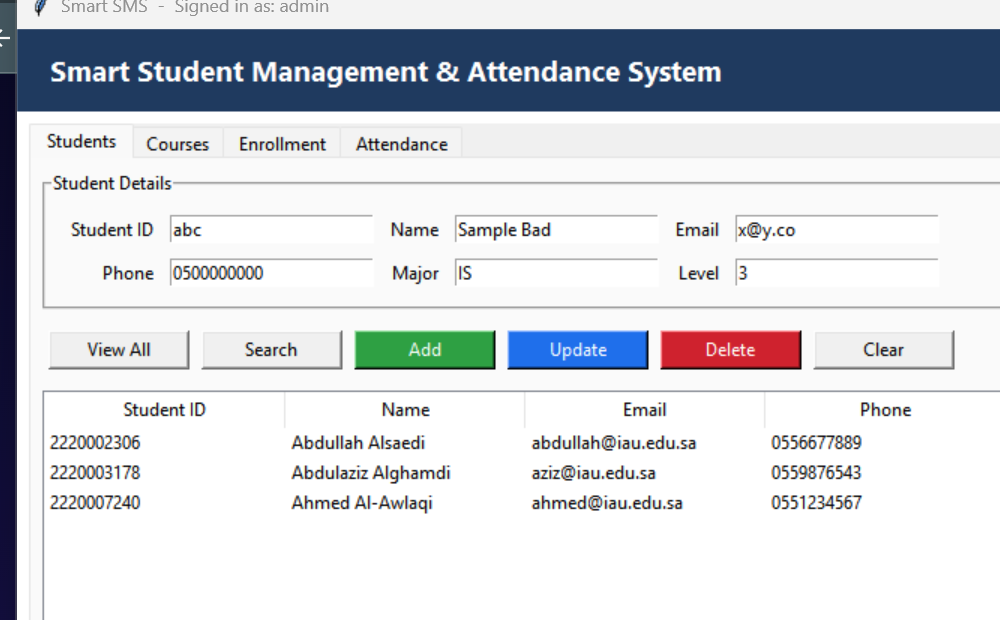 Smart SMS - Signed in as: admin
Smart Student Management & Attendance System
Students Courses Enrollment Attendance
Student Details
Student ID abc Name Sample Bad Email x@y.co
Phone 0500000000 Major IS Level 3
View All Search Add Update Delete Clear
Student ID Name Email Phone
2220002306 Abdullah Alsaedi abdullah@iau.edu.sa 0556677889
2220003178 Abdulaziz Alghamdi aziz@iau.edu.sa 0559876543
2220007240 Ahmed Al-Awlaqi ahmed@iau.edu.sa 0551234567